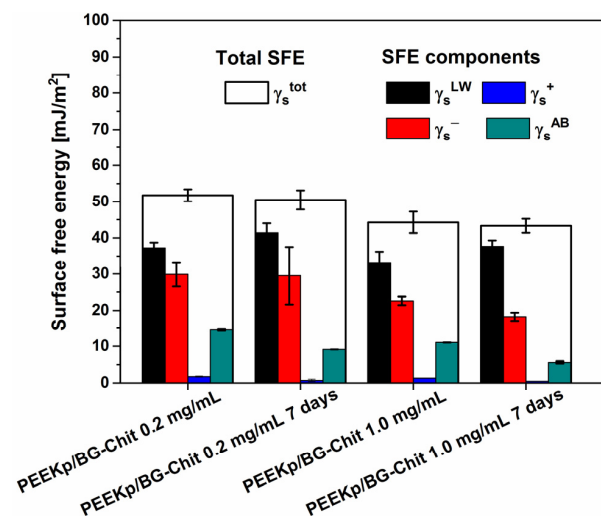 Surface free energy [mJ/m²]
100
90
80
70
60
50
40
30
20
10
0
Total SFE
γₛᵗᵒᵗ
SFE components
γₛᴸᵂ
γₛ⁺
γₛ⁻
γₛᴬᴮ
PEEKp/BG-Chit 0.2 mg/mL
PEEKp/BG-Chit 0.2 mg/mL 7 days
PEEKp/BG-Chit 1.0 mg/mL
PEEKp/BG-Chit 1.0 mg/mL 7 days